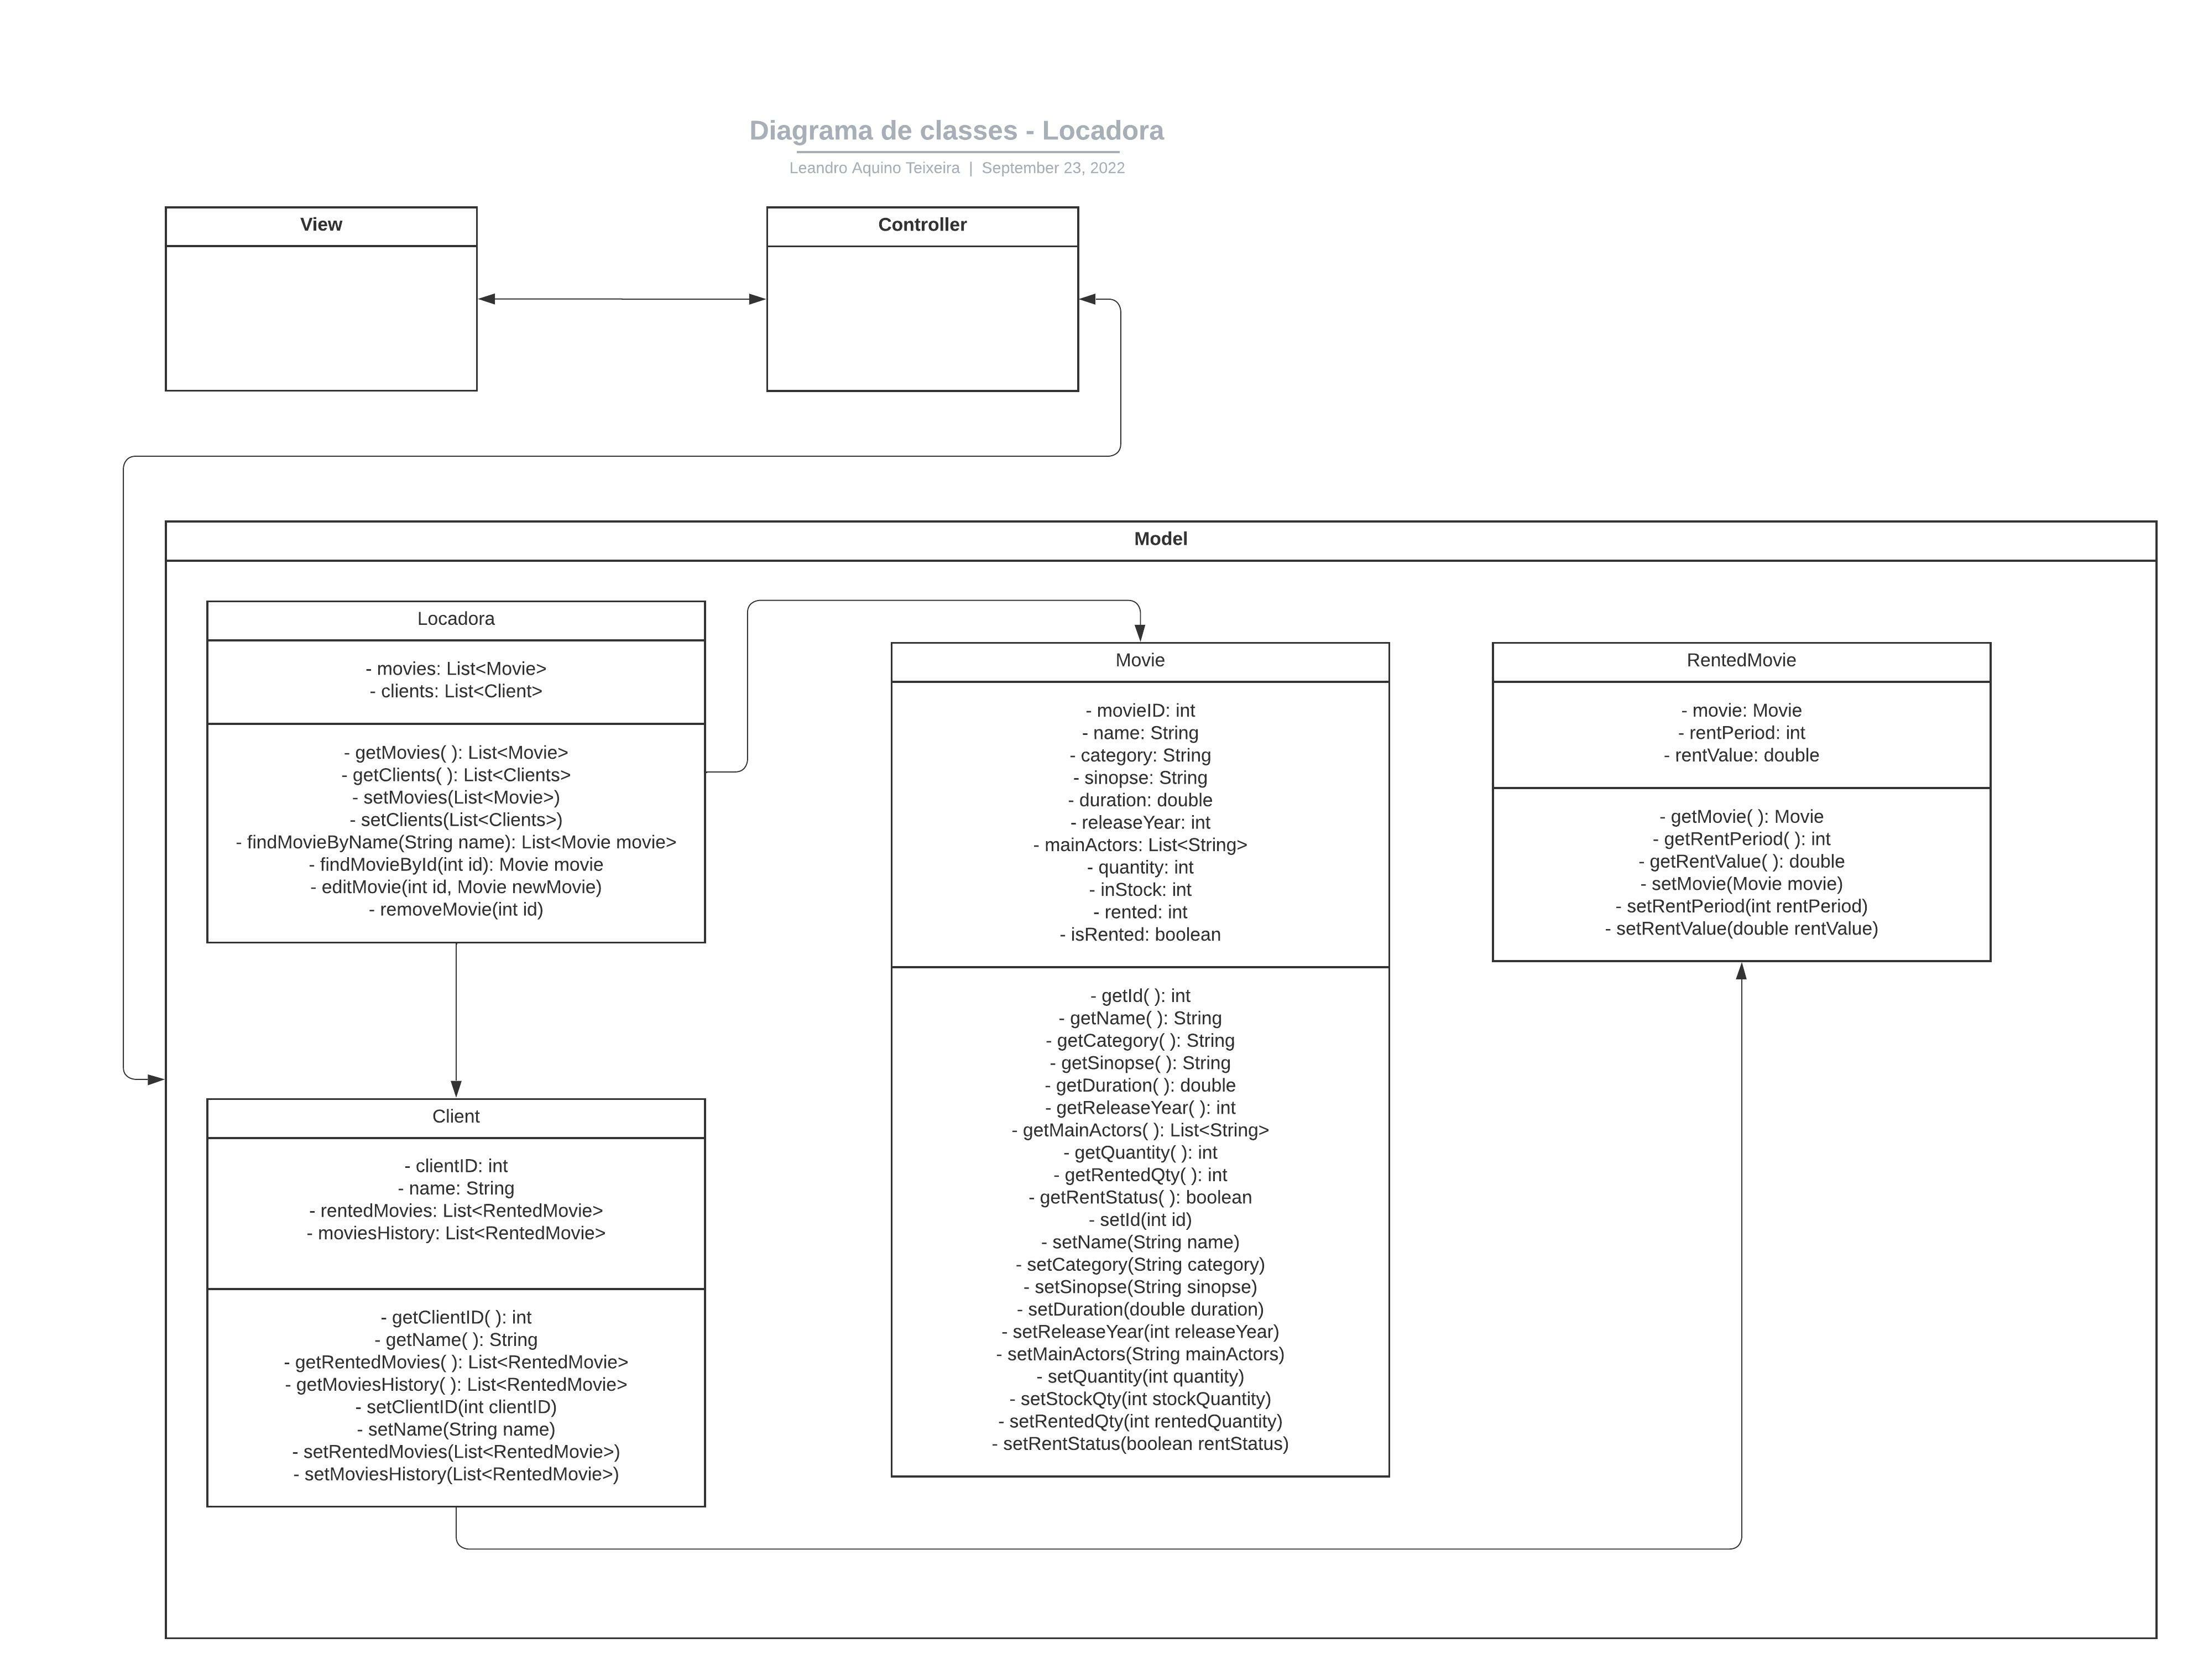 Diagrama de classes - Locadora
Leandro Aquino Teixeira | September 23, 2022
View
Controller
Model
Locadora
- movies: List<Movie>
- clients: List<Client>
- getMovies( ): List<Movie>
- getClients( ): List<Clients>
- setMovies(List<Movie>)
- setClients(List<Clients>)
- findMovieByName(String name): List<Movie movie>
- findMovieById(int id): Movie movie
- editMovie(int id, Movie newMovie)
- removeMovie(int id)
Client
- clientID: int
- name: String
- rentedMovies: List<RentedMovie>
- moviesHistory: List<RentedMovie>
- getClientID( ): int
- getName( ): String
- getRentedMovies( ): List<RentedMovie>
- getMoviesHistory( ): List<RentedMovie>
- setClientID(int clientID)
- setName(String name)
- setRentedMovies(List<RentedMovie>)
- setMoviesHistory(List<RentedMovie>)
Movie
- movieID: int
- name: String
- category: String
- sinopse: String
- duration: double
- releaseYear: int
- mainActors: List<String>
- quantity: int
- inStock: int
- rented: int
- isRented: boolean
- getId( ): int
- getName( ): String
- getCategory( ): String
- getSinopse( ): String
- getDuration( ): double
- getReleaseYear( ): int
- getMainActors( ): List<String>
- getQuantity( ): int
- getRentedQty( ): int
- getRentStatus( ): boolean
- setId(int id)
- setName(String name)
- setCategory(String category)
- setSinopse(String sinopse)
- setDuration(double duration)
- setReleaseYear(int releaseYear)
- setMainActors(String mainActors)
- setQuantity(int quantity)
- setStockQty(int stockQuantity)
- setRentedQty(int rentedQuantity)
- setRentStatus(boolean rentStatus)
RentedMovie
- movie: Movie
- rentPeriod: int
- rentValue: double
- getMovie( ): Movie
- getRentPeriod( ): int
- getRentValue( ): double
- setMovie(Movie movie)
- setRentPeriod(int rentPeriod)
- setRentValue(double rentValue)